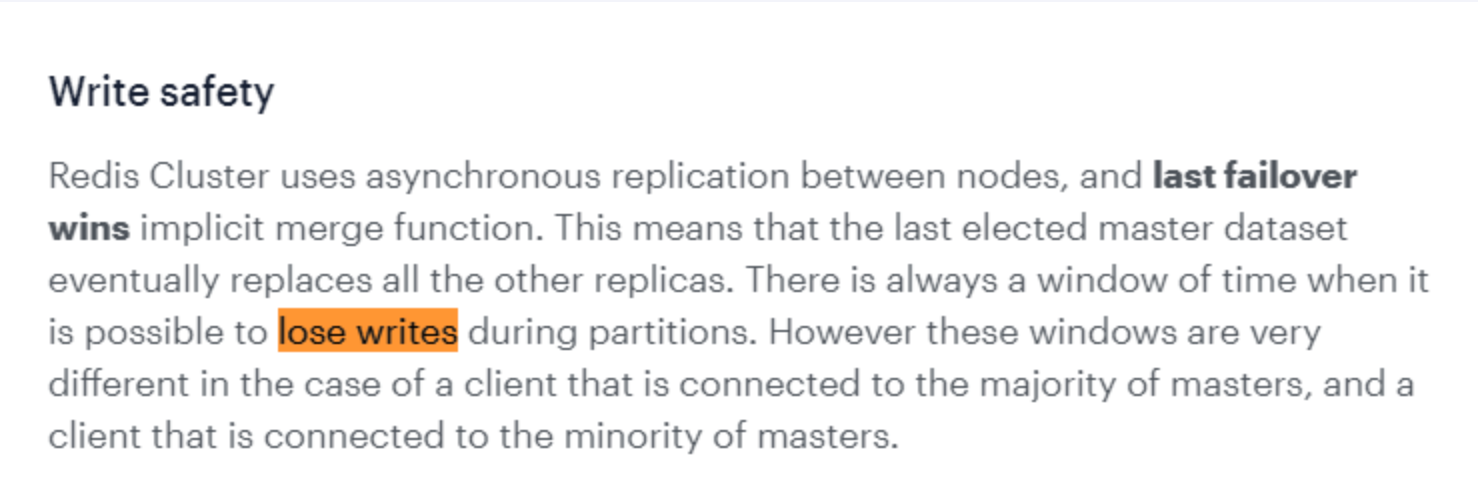 Write safety
Redis Cluster uses asynchronous replication between nodes, and last failover
wins implicit merge function. This means that the last elected master dataset
eventually replaces all the other replicas. There is always a window of time when it
is possible to lose writes during partitions. However these windows are very
different in the case of a client that is connected to the majority of masters, and a
client that is connected to the minority of masters.